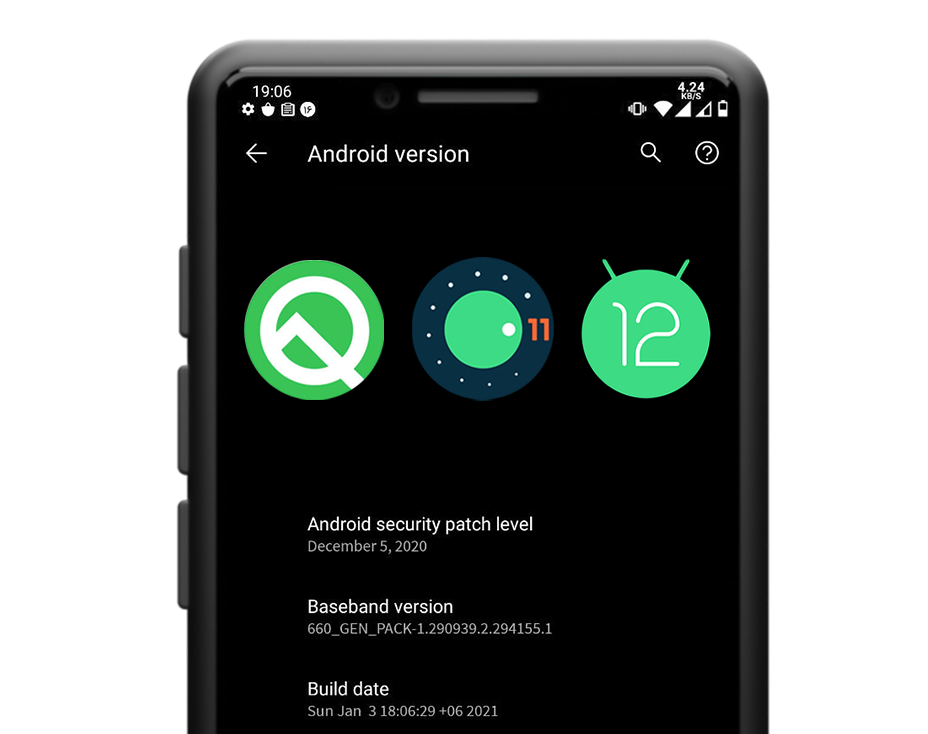 19:06
4.24
KB/S
۱۶
Android version
11
12
Android security patch level
December 5, 2020
Baseband version
660_GEN_PACK-1.290939.2.294155.1
Build date
Sun Jan 3 18:06:29 +06 2021